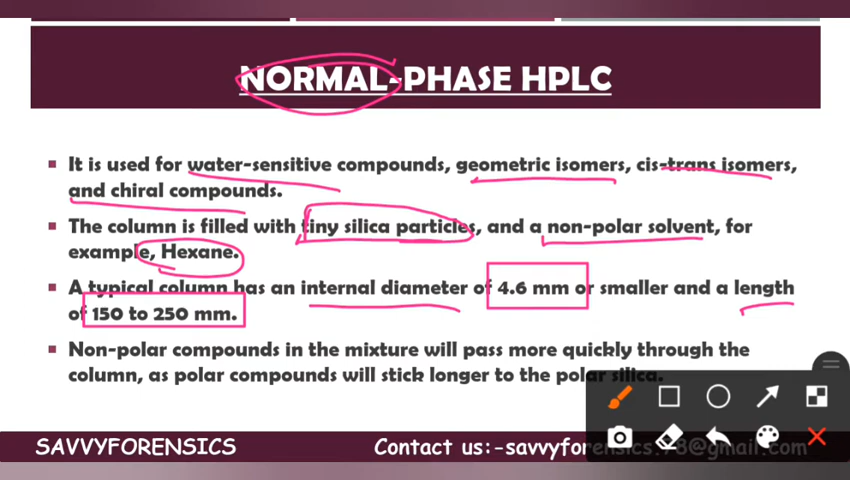 NORMAL-PHASE HPLC
It is used for water-sensitive compounds, geometric isomers, cis-trans isomers,
and chiral compounds.
The column is filled with tiny silica particles, and a non-polar solvent, for
example, Hexane.
A typical column has an internal diameter of 4.6 mm or smaller and a length
of 150 to 250 mm.
Non-polar compounds in the mixture will pass more quickly through the
column, as polar compounds will stick longer to the polar silica.
SAVVYFORENSICS
Contact us:-savvyforensics.78@gmail.com